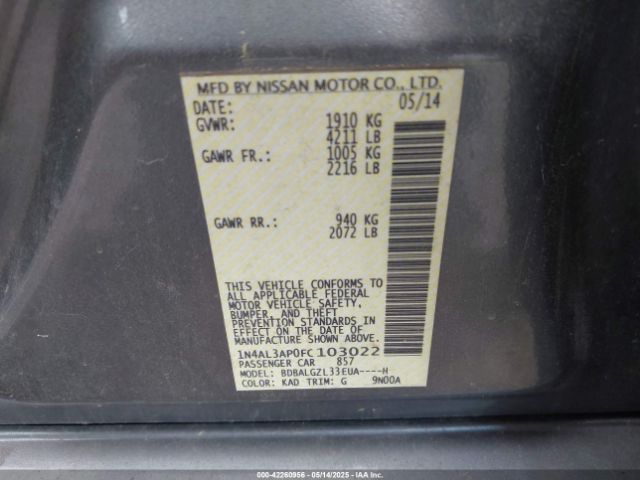 MFD BY NISSAN MOTOR CO., LTD.
DATE: 05/14
GVWR: 1910 KG
4211 LB
GAWR FR.: 1005 KG
2216 LB
GAWR RR.: 940 KG
2072 LB
THIS VEHICLE CONFORMS TO
ALL APPLICABLE FEDERAL
MOTOR VEHICLE SAFETY,
BUMPER, AND THEFT
PREVENTION STANDARDS IN
EFFECT ON THE DATE OF
MANUFACTURE SHOWN ABOVE.
1N4AL3AP0FC103022
PASSENGER CAR 857
MODEL: BDBALGZL33EUA----H
COLOR: KAD TRIM: G 9N00A
000-42260956 - 05/14/2025 - IAA Inc.